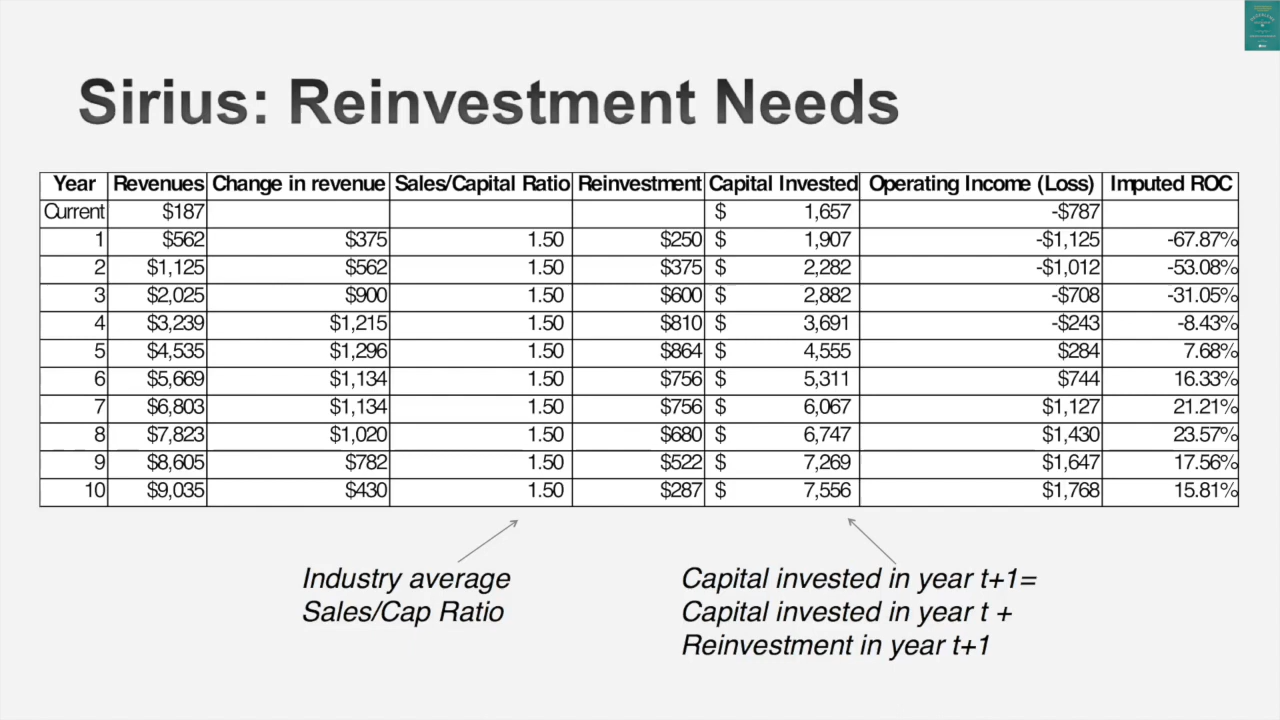 Sirius: Reinvestment Needs
Year Revenues Change in revenue Sales/Capital Ratio Reinvestment Capital Invested Operating Income (Loss) Imputed ROC
Current $187 $ 1,657 -$787
1 $562 $375 1.50 $250 $ 1,907 -$1,125 -67.87%
2 $1,125 $562 1.50 $375 $ 2,282 -$1,012 -53.08%
3 $2,025 $900 1.50 $600 $ 2,882 -$708 -31.05%
4 $3,239 $1,215 1.50 $810 $ 3,691 -$243 -8.43%
5 $4,535 $1,296 1.50 $864 $ 4,555 $284 7.68%
6 $5,669 $1,134 1.50 $756 $ 5,311 $744 16.33%
7 $6,803 $1,134 1.50 $756 $ 6,067 $1,127 21.21%
8 $7,823 $1,020 1.50 $680 $ 6,747 $1,430 23.57%
9 $8,605 $782 1.50 $522 $ 7,269 $1,647 17.56%
10 $9,035 $430 1.50 $287 $ 7,556 $1,768 15.81%
Industry average
Sales/Cap Ratio
Capital invested in year t+1=
Capital invested in year t +
Reinvestment in year t+1